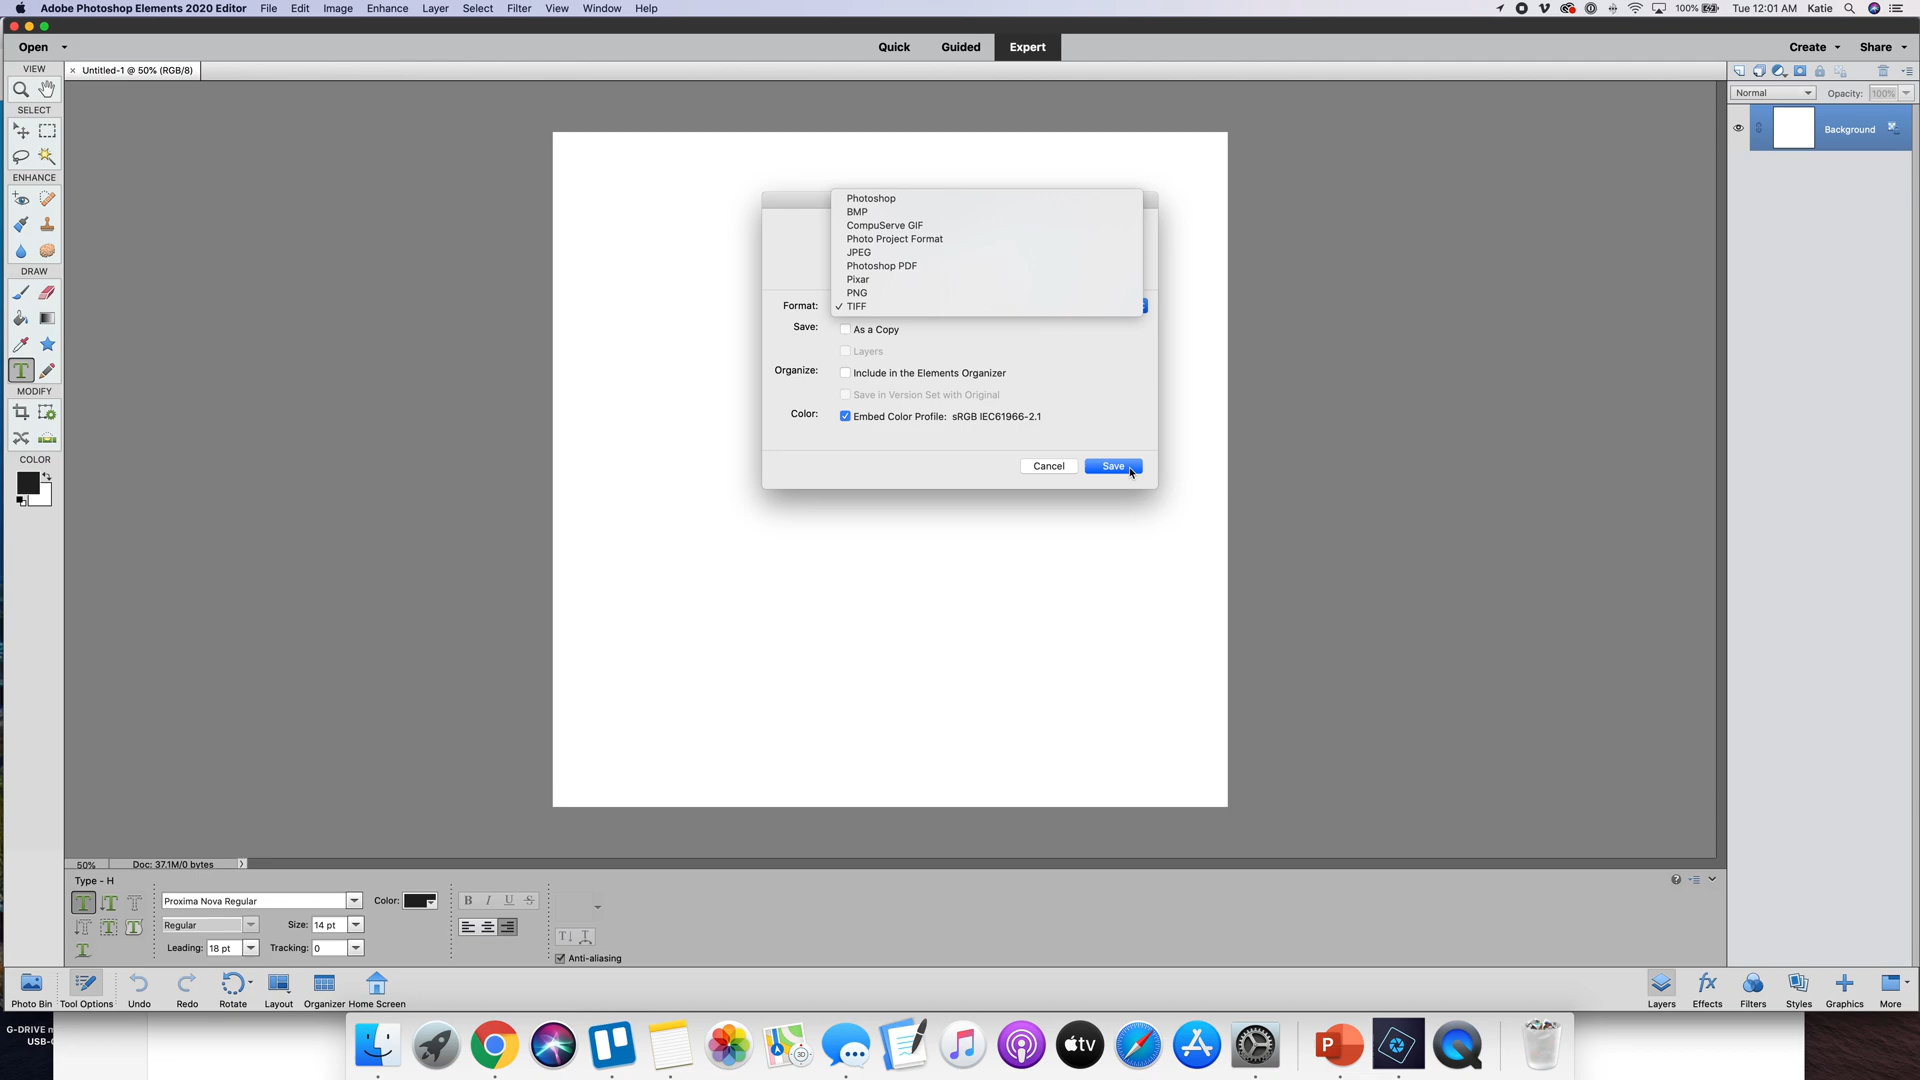 Adobe Photoshop Elements 2020 Editor File Edit Image Enhance Layer Select Filter View Window Help 100% Tue 12:01 AM Katie
Open Quick Guided Expert Create Share
VIEW
× Untitled-1 @ 50% (RGB/8)
Normal Opacity: 100%
SELECT
Background
ENHANCE
DRAW
T
MODIFY
COLOR
Photoshop
BMP
CompuServe GIF
Photo Project Format
JPEG
Photoshop PDF
Pixar
PNG
Format: ✓ TIFF
Save: As a Copy
Layers
Organize: Include in the Elements Organizer
Save in Version Set with Original
Color: Embed Color Profile: sRGB IEC61966-2.1
Cancel Save
50% Doc: 37.1M/0 bytes
Type - H
Proxima Nova Regular Color: B I U S
Regular Size: 14 pt
Leading: 18 pt Tracking: 0
Anti-aliasing
Photo Bin Tool Options Undo Redo Rotate Layout Organizer Home Screen Layers Effects Filters Styles Graphics More
G-DRIVE
USB-
3D
tv
P